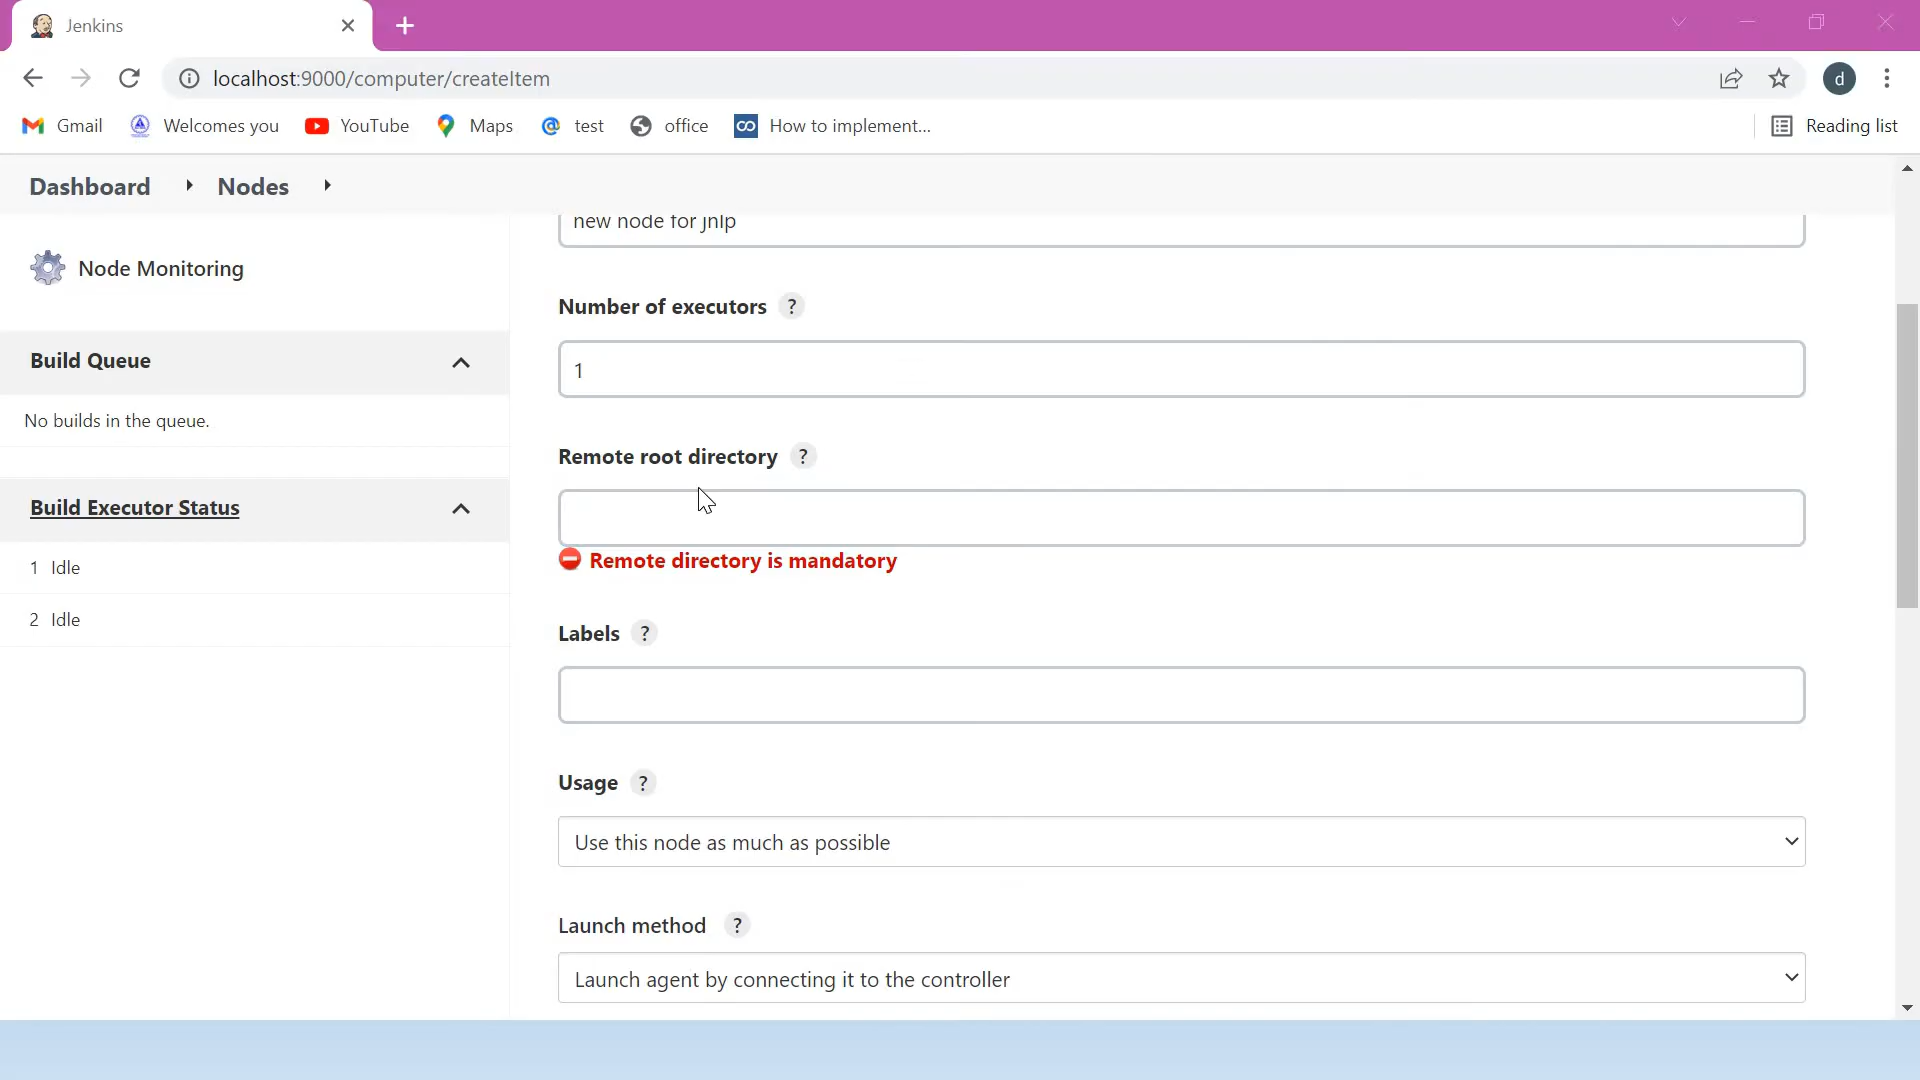 Jenkins
localhost:9000/computer/createItem
d
Gmail Welcomes you YouTube Maps test office How to implement... Reading list
Dashboard Nodes
new node for jnlp
Node Monitoring
Number of executors ?
Build Queue
1
No builds in the queue.
Remote root directory ?
Build Executor Status
Remote directory is mandatory
1 Idle
2 Idle
Labels ?
Usage ?
Use this node as much as possible
Launch method ?
Launch agent by connecting it to the controller